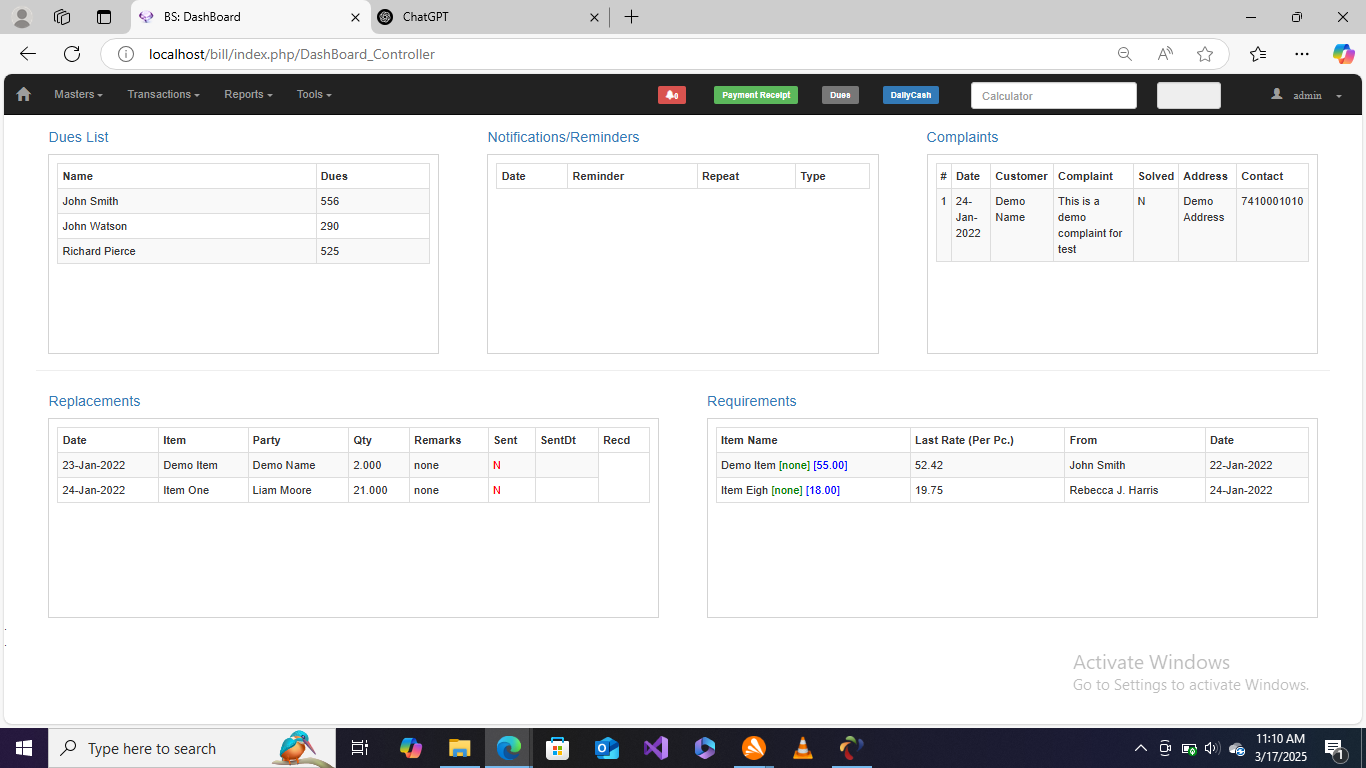 BS: DashBoard
ChatGPT
localhost/bill/index.php/DashBoard_Controller
Masters
Transactions
Reports
Tools
0
Payment Receipt
Dues
DailyCash
Calculator
admin
Dues List
Name Dues
John Smith 556
John Watson 290
Richard Pierce 525
Notifications/Reminders
Date Reminder Repeat Type
Complaints
# Date Customer Complaint Solved Address Contact
1 24- Demo This is a N Demo 7410001010
Jan- Name demo Address
2022 complaint for
test
Replacements
Date Item Party Qty Remarks Sent SentDt Recd
23-Jan-2022 Demo Item Demo Name 2.000 none N
24-Jan-2022 Item One Liam Moore 21.000 none N
Requirements
Item Name Last Rate (Per Pc.) From Date
Demo Item [none] [55.00] 52.42 John Smith 22-Jan-2022
Item Eigh [none] [18.00] 19.75 Rebecca J. Harris 24-Jan-2022
Activate Windows
Go to Settings to activate Windows.
Type here to search
11:10 AM
3/17/2025
1